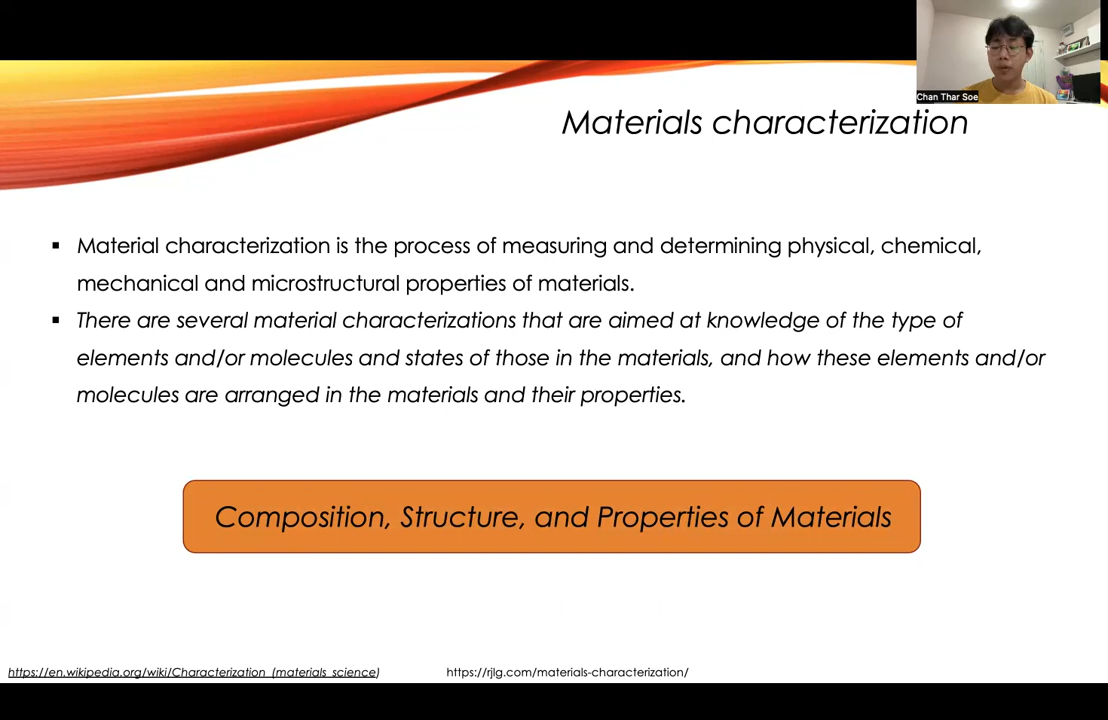 Chan Thar Soe
Materials characterization
▪ Material characterization is the process of measuring and determining physical, chemical,
mechanical and microstructural properties of materials.
▪ There are several material characterizations that are aimed at knowledge of the type of
elements and/or molecules and states of those in the materials, and how these elements and/or
molecules are arranged in the materials and their properties.
Composition, Structure, and Properties of Materials
https://en.wikipedia.org/wiki/Characterization_(materials_science)
https://rjlg.com/materials-characterization/